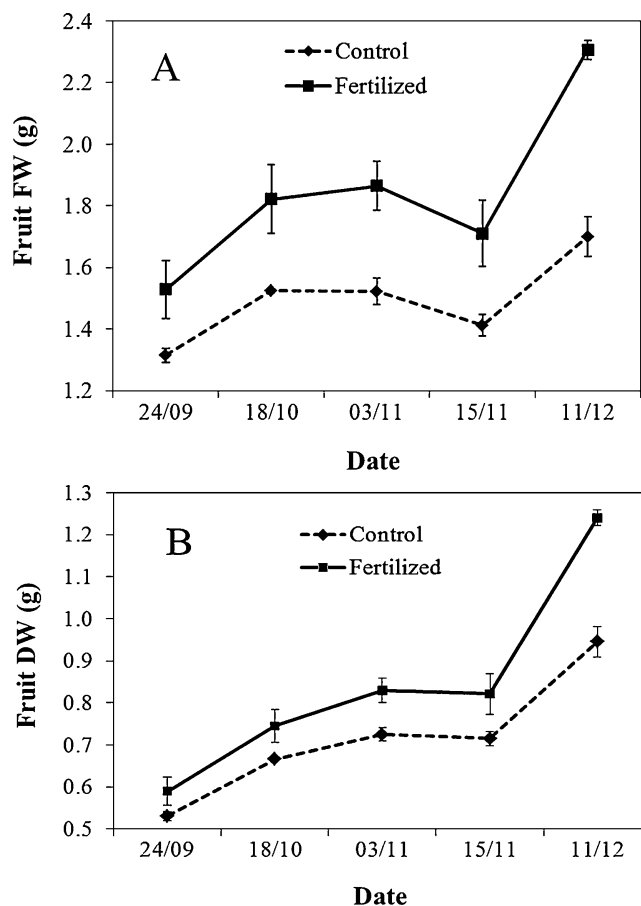 A
Control
Fertilized
Fruit FW (g)
2.4
2.2
2.0
1.8
1.6
1.4
1.2
24/09 18/10 03/11 15/11 11/12
Date
B
Control
Fertilized
Fruit DW (g)
1.3
1.2
1.1
1.0
0.9
0.8
0.7
0.6
0.5
24/09 18/10 03/11 15/11 11/12
Date